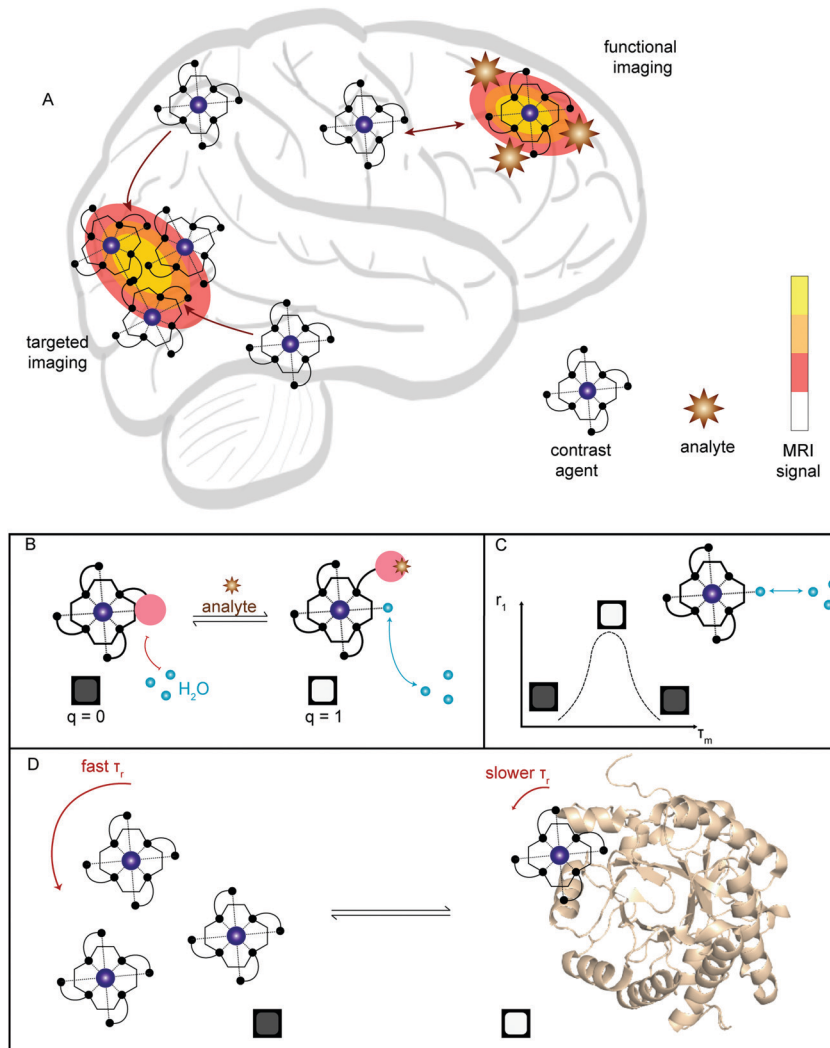 functional
imaging
A
targeted
imaging
contrast
agent
analyte
MRI
signal
B
analyte
H₂O
q = 0
q = 1
C
r₁
τₘ
D
fast τᵣ
slower τᵣ